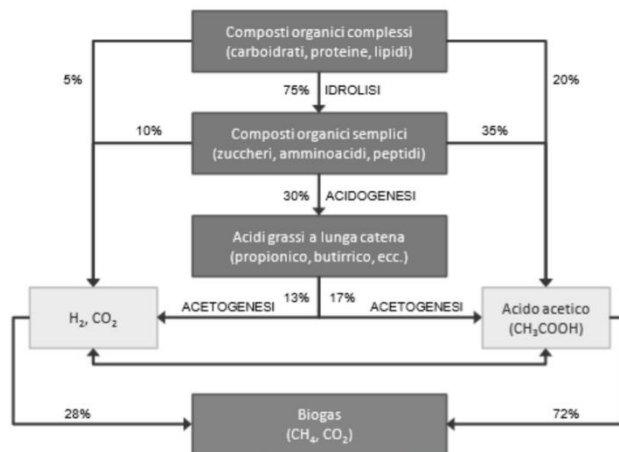 Composti organici complessi
(carboidrati, proteine, lipidi)
5%
20%
75% IDROLISI
10%
Composti organici semplici
(zuccheri, amminoacidi, peptidi)
35%
30% ACIDOGENESI
Acidi grassi a lunga catena
(propionico, butirrico, ecc.)
13% 17%
ACETOGENESI ACETOGENESI
H₂, CO₂
Acido acetico
(CH₃COOH)
28%
Biogas
(CH₄, CO₂)
72%